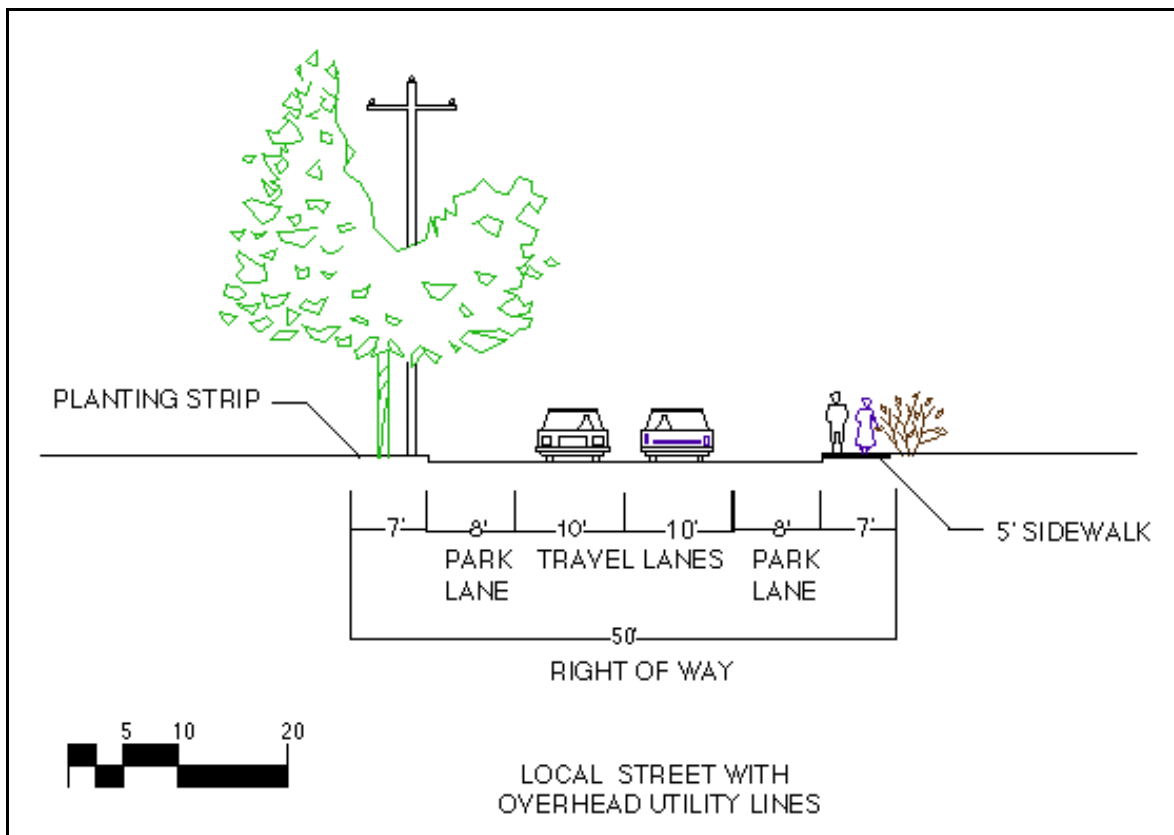 PLANTING STRIP
7' 8' 10' 10' 8' 7'
5' SIDEWALK
PARK LANE
TRAVEL LANES
PARK LANE
50'
RIGHT OF WAY
5 10 20
LOCAL STREET WITH
OVERHEAD UTILITY LINES